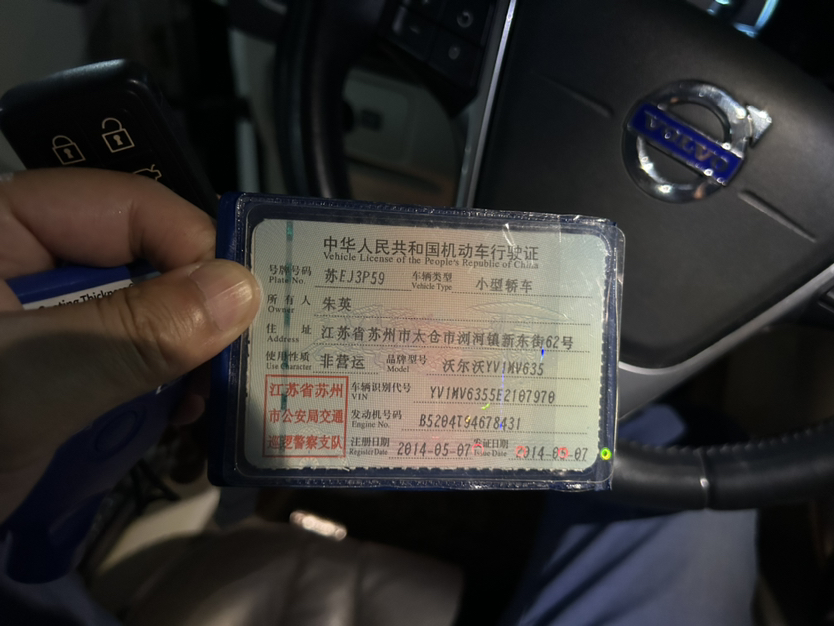 VOLVO
Coating Thickn
中华人民共和国机动车行驶证
Vehicle License of the People's Republic of China
号牌号码 苏EJ3P59 车辆类型 小型轿车
Plate No. Vehicle Type
所有人 朱英
Owner
住址 江苏省苏州市太仓市浏河镇新东街62号
Address
使用性质 非营运 品牌型号 沃尔沃YV1MV635
Use Character Model
江苏省苏州
市公安局交通
巡逻警察支队
车辆识别代号 YV1MV6355E2107970
VIN
发动机号码 B5204T94678431
Engine No.
注册日期 2014-05-07 发证日期 2014-05-07
Register Date Issue Date